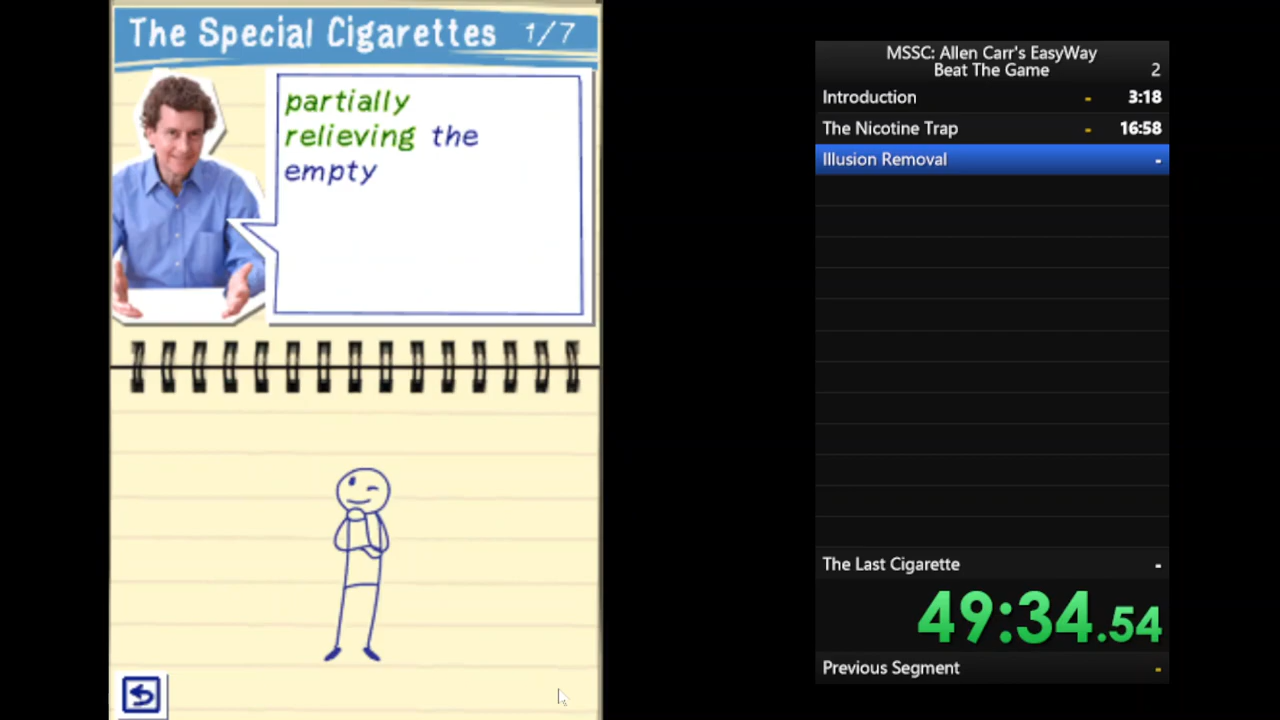 The Special Cigarettes 1/7
partially
relieving the
empty
MSSC: Allen Carr's EasyWay
Beat The Game 2
Introduction - 3:18
The Nicotine Trap - 16:58
Illusion Removal -
The Last Cigarette -
49:34.54
Previous Segment -